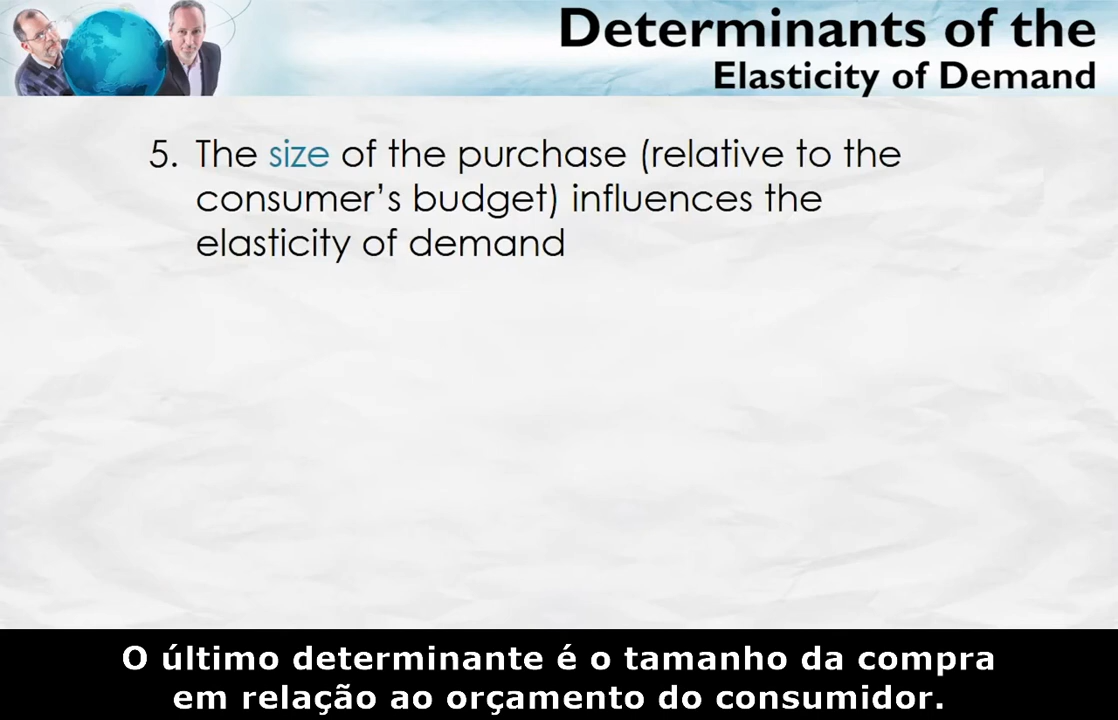 Determinants of the
Elasticity of Demand
5. The size of the purchase (relative to the
consumer's budget) influences the
elasticity of demand
O último determinante é o tamanho da compra
em relação ao orçamento do consumidor.